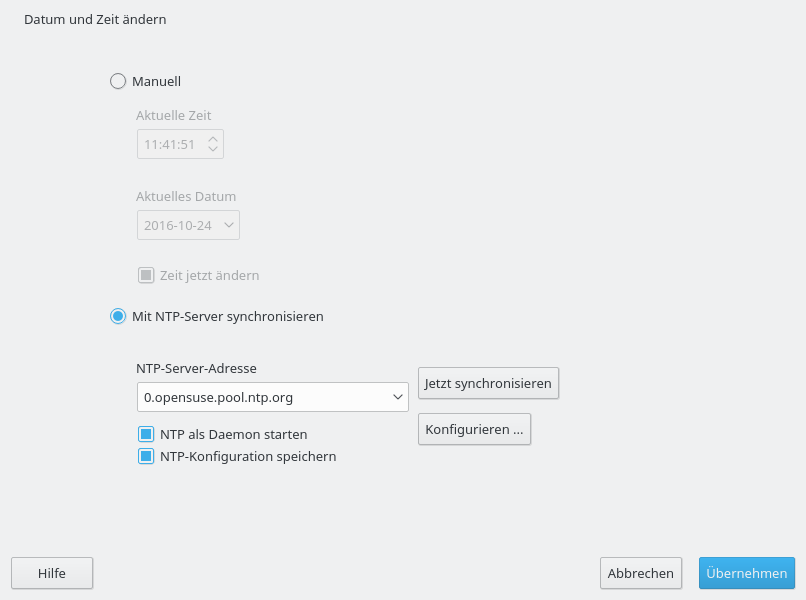 Datum und Zeit ändern
Manuell
Aktuelle Zeit
11:41:51
Aktuelles Datum
2016-10-24
Zeit jetzt ändern
Mit NTP-Server synchronisieren
NTP-Server-Adresse
0.opensuse.pool.ntp.org
Jetzt synchronisieren
NTP als Daemon starten
Konfigurieren ...
NTP-Konfiguration speichern
Hilfe
Abbrechen
Übernehmen